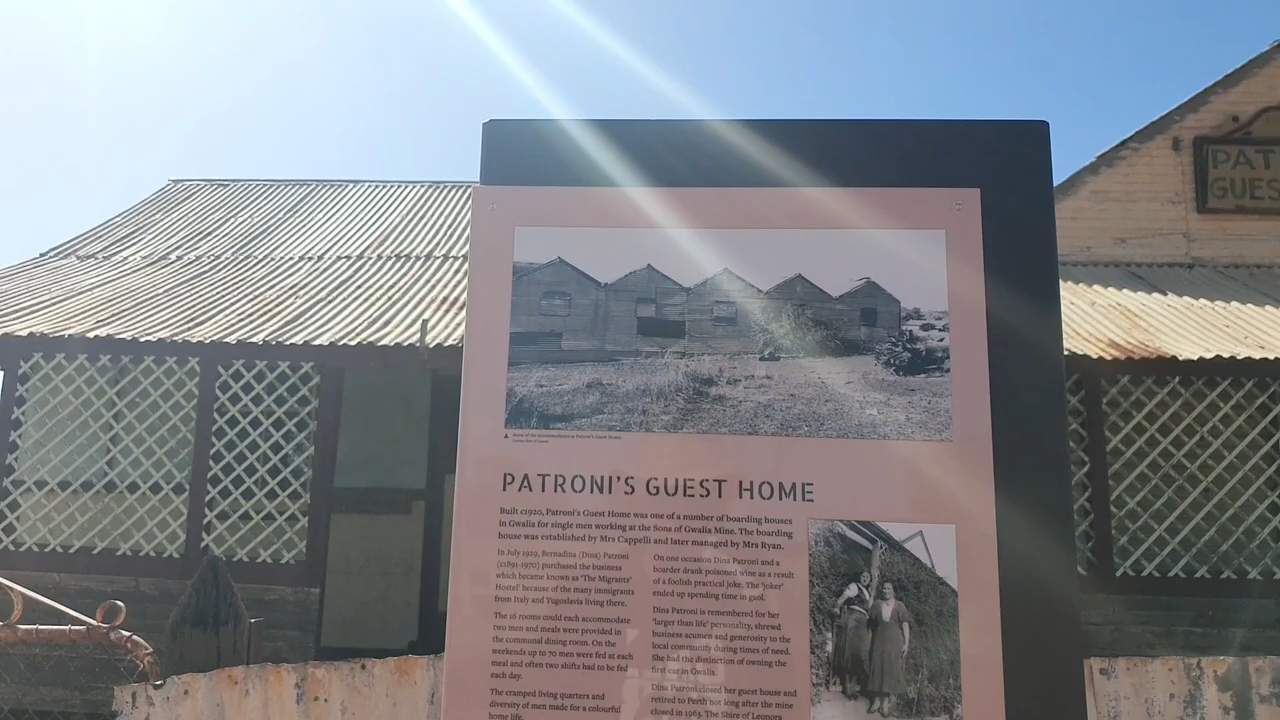 PAT
GUES
Some of the accommodation at Patroni's Guest Home.
PATRONI'S GUEST HOME
Built c1920, Patroni's Guest Home was one of a number of boarding houses
in Gwalia for single men working at the Sons of Gwalia Mine. The boarding
house was established by Mrs Cappelli and later managed by Mrs Ryan.
In July 1929, Bernadina (Dina) Patroni
(c1891-1970) purchased the business
which became known as 'The Migrants'
Hostel' because of the many immigrants
from Italy and Yugoslavia living there.
The 16 rooms could each accommodate
two men and meals were provided in
the communal dining room. On the
weekends up to 70 men were fed at each
meal and often two shifts had to be fed
each day.
The cramped living quarters and
diversity of men made for a colourful
home life.
On one occasion Dina Patroni and a
boarder drank poisoned wine as a result
of a foolish practical joke. The 'joker'
ended up spending time in gaol.
Dina Patroni is remembered for her
'larger than life' personality, shrewd
business acumen and generosity to the
local community during times of need.
She had the distinction of owning the
first car in Gwalia.
Dina Patroni closed her guest house and
retired to Perth not long after the mine
closed in 1963. The Shire of Leonora